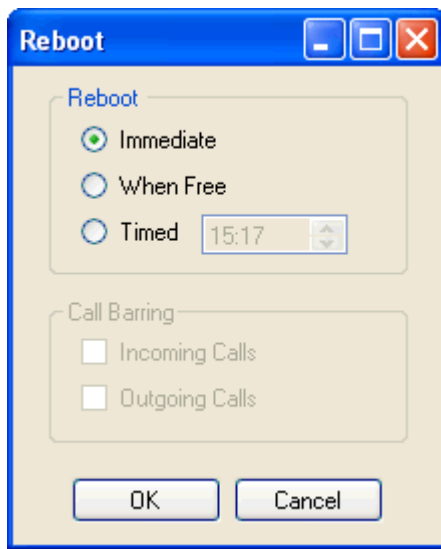 Reboot
Reboot
Immediate
When Free
Timed 15:17
Call Barring
Incoming Calls
Outgoing Calls
OK Cancel